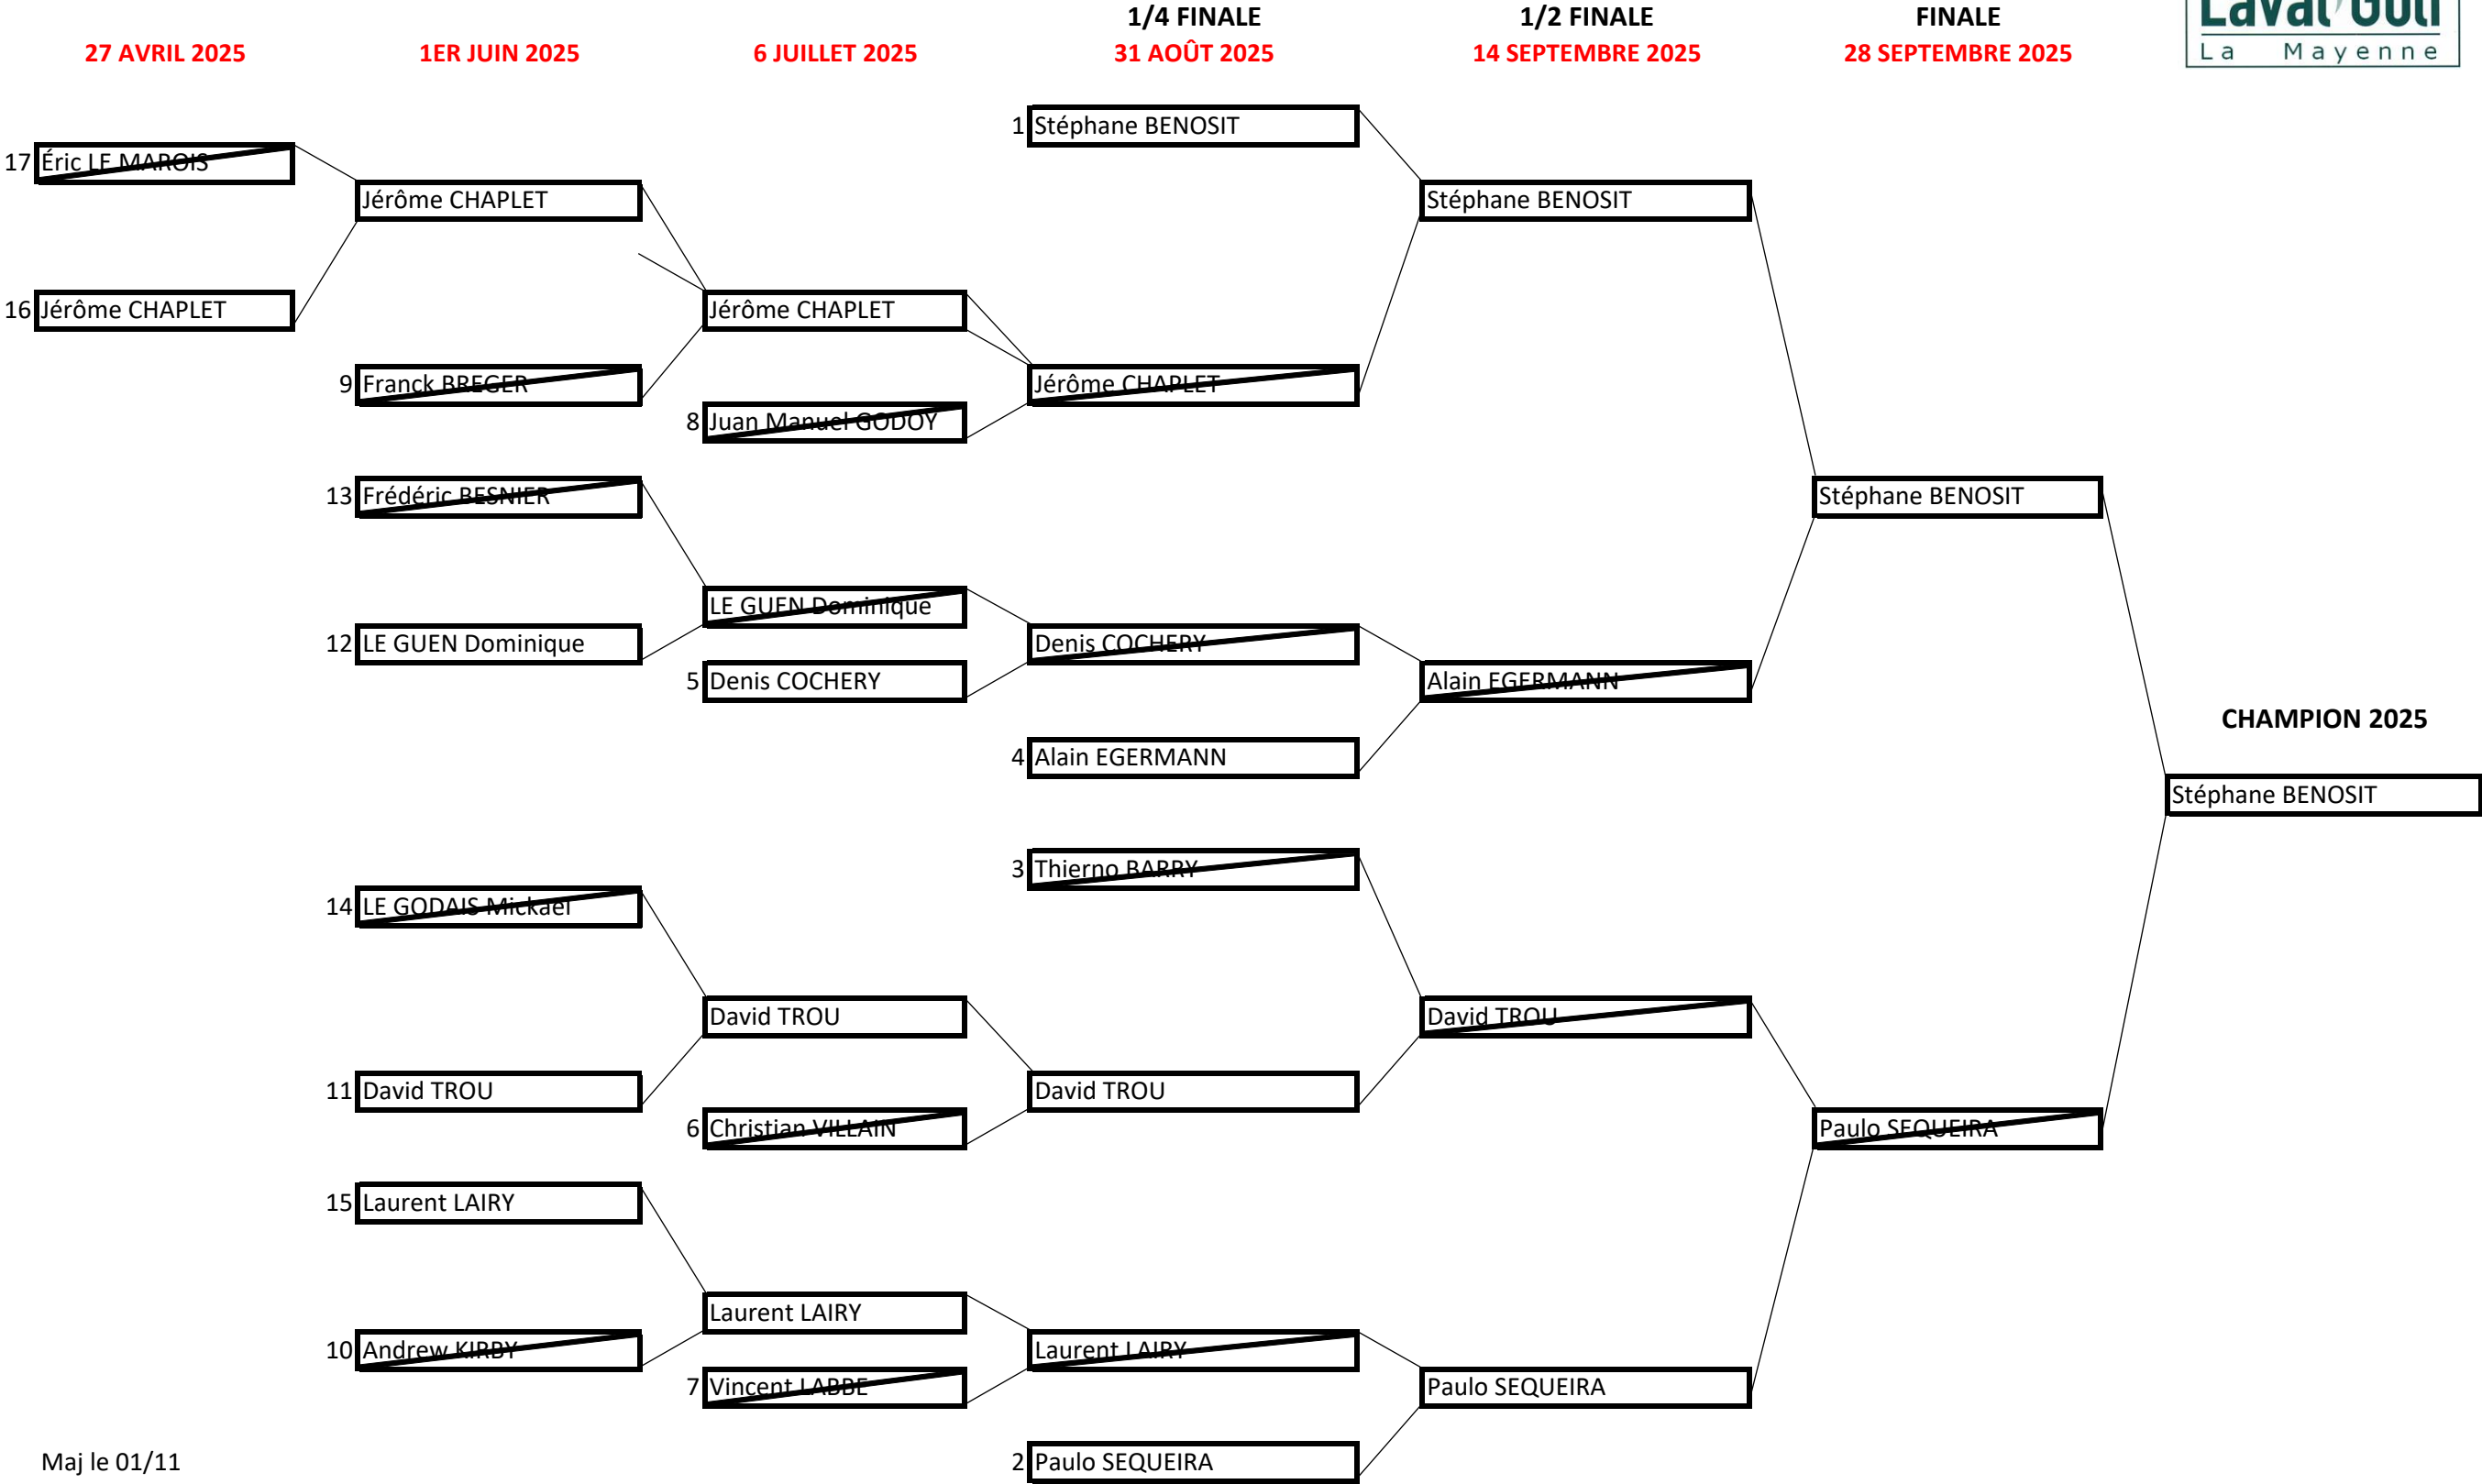 1/4 FINALE 1/2 FINALE FINALE
27 AVRIL 2025 1ER JUIN 2025 6 JUILLET 2025 31 AOÛT 2025 14 SEPTEMBRE 2025 28 SEPTEMBRE 2025
Laval Golf
La Mayenne
1 Stéphane BENOSIT
17 Éric LE MAROIS
Jérôme CHAPLET
Stéphane BENOSIT
16 Jérôme CHAPLET
Jérôme CHAPLET
9 Franck BREGER
Jérôme CHAPLET
8 Juan Manuel GODOY
13 Frédéric BESNIER
Stéphane BENOSIT
LE GUEN Dominique
12 LE GUEN Dominique
Denis COCHERY
5 Denis COCHERY
Alain EGERMANN
CHAMPION 2025
4 Alain EGERMANN
Stéphane BENOSIT
3 Thierno BARRY
14 LE GODAIS Mickaël
David TROU
David TROU
11 David TROU
David TROU
6 Christian VILLAIN
Paulo SEQUEIRA
15 Laurent LAIRY
Laurent LAIRY
10 Andrew KIRBY
Laurent LAIRY
7 Vincent LABBE
Paulo SEQUEIRA
Maj le 01/11
2 Paulo SEQUEIRA